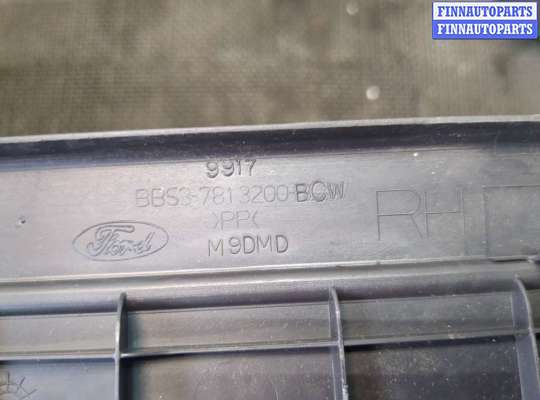 FINNAUTOPARTS
FINNAUTOPARTS
9917
BBS3-7813200-BCW
>PP<
RH
Ford
M9DMD